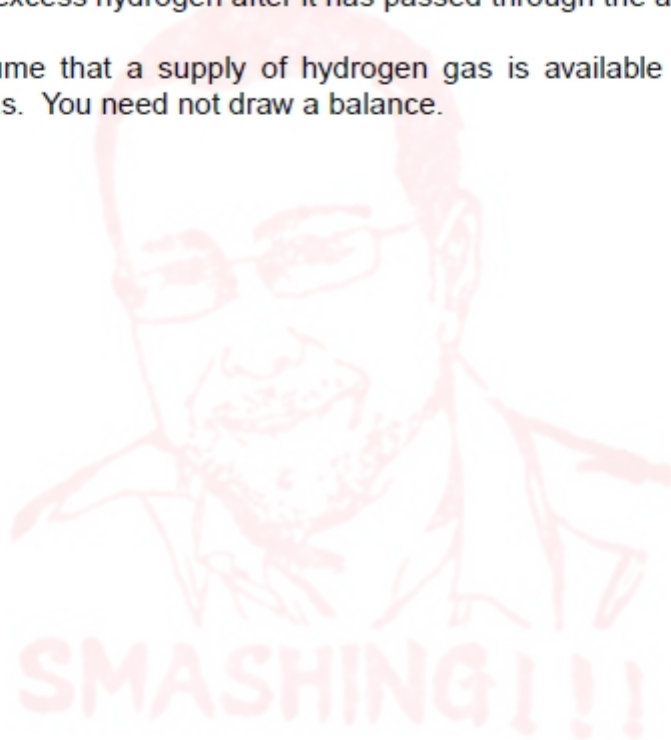 excess hydrogen after it has passed through the a
ume that a supply of hydrogen gas is available
s. You need not draw a balance.
SMASHING!!!